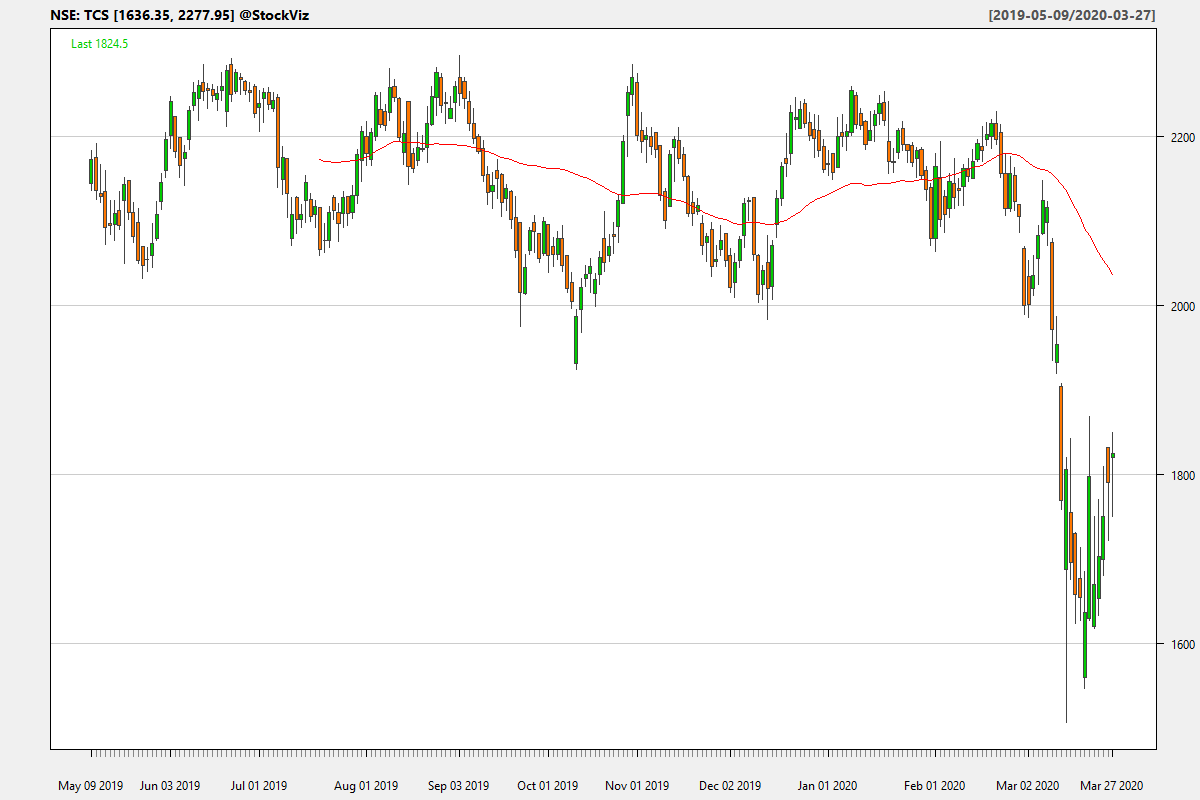 NSE: TCS [1636.35, 2277.95] @StockViz
[2019-05-09/2020-03-27]
Last 1824.5
2200
2000
1800
1600
May 09 2019 Jun 03 2019 Jul 01 2019 Aug 01 2019 Sep 03 2019 Oct 01 2019 Nov 01 2019 Dec 02 2019 Jan 01 2020 Feb 01 2020 Mar 02 2020 Mar 27 2020